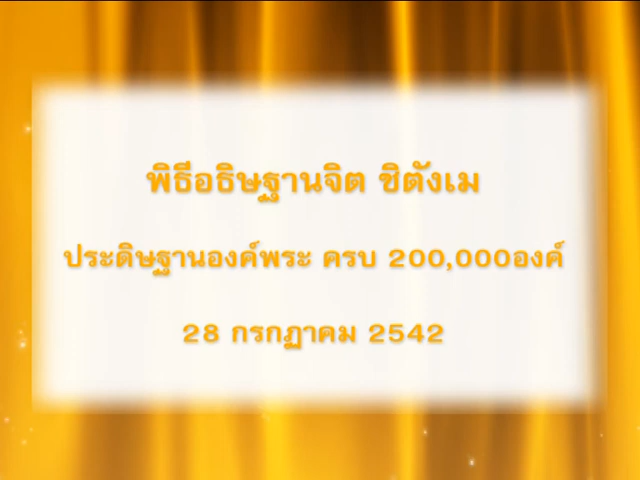 พิธีอธิษฐานจิต ชิตังเม
ประดิษฐานองค์พระ ครบ 200,000องค์
28 กรกฎาคม 2542